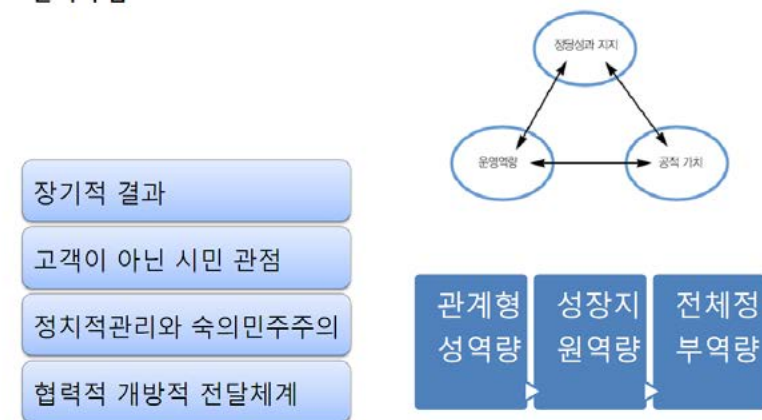 정당성과 지지
운영역량
공적 가치
장기적 결과
고객이 아닌 시민 관점
정치적관리와 숙의민주주의
협력적 개방적 전달체계
관계형
성역량
성장지
원역량
전체정
부역량